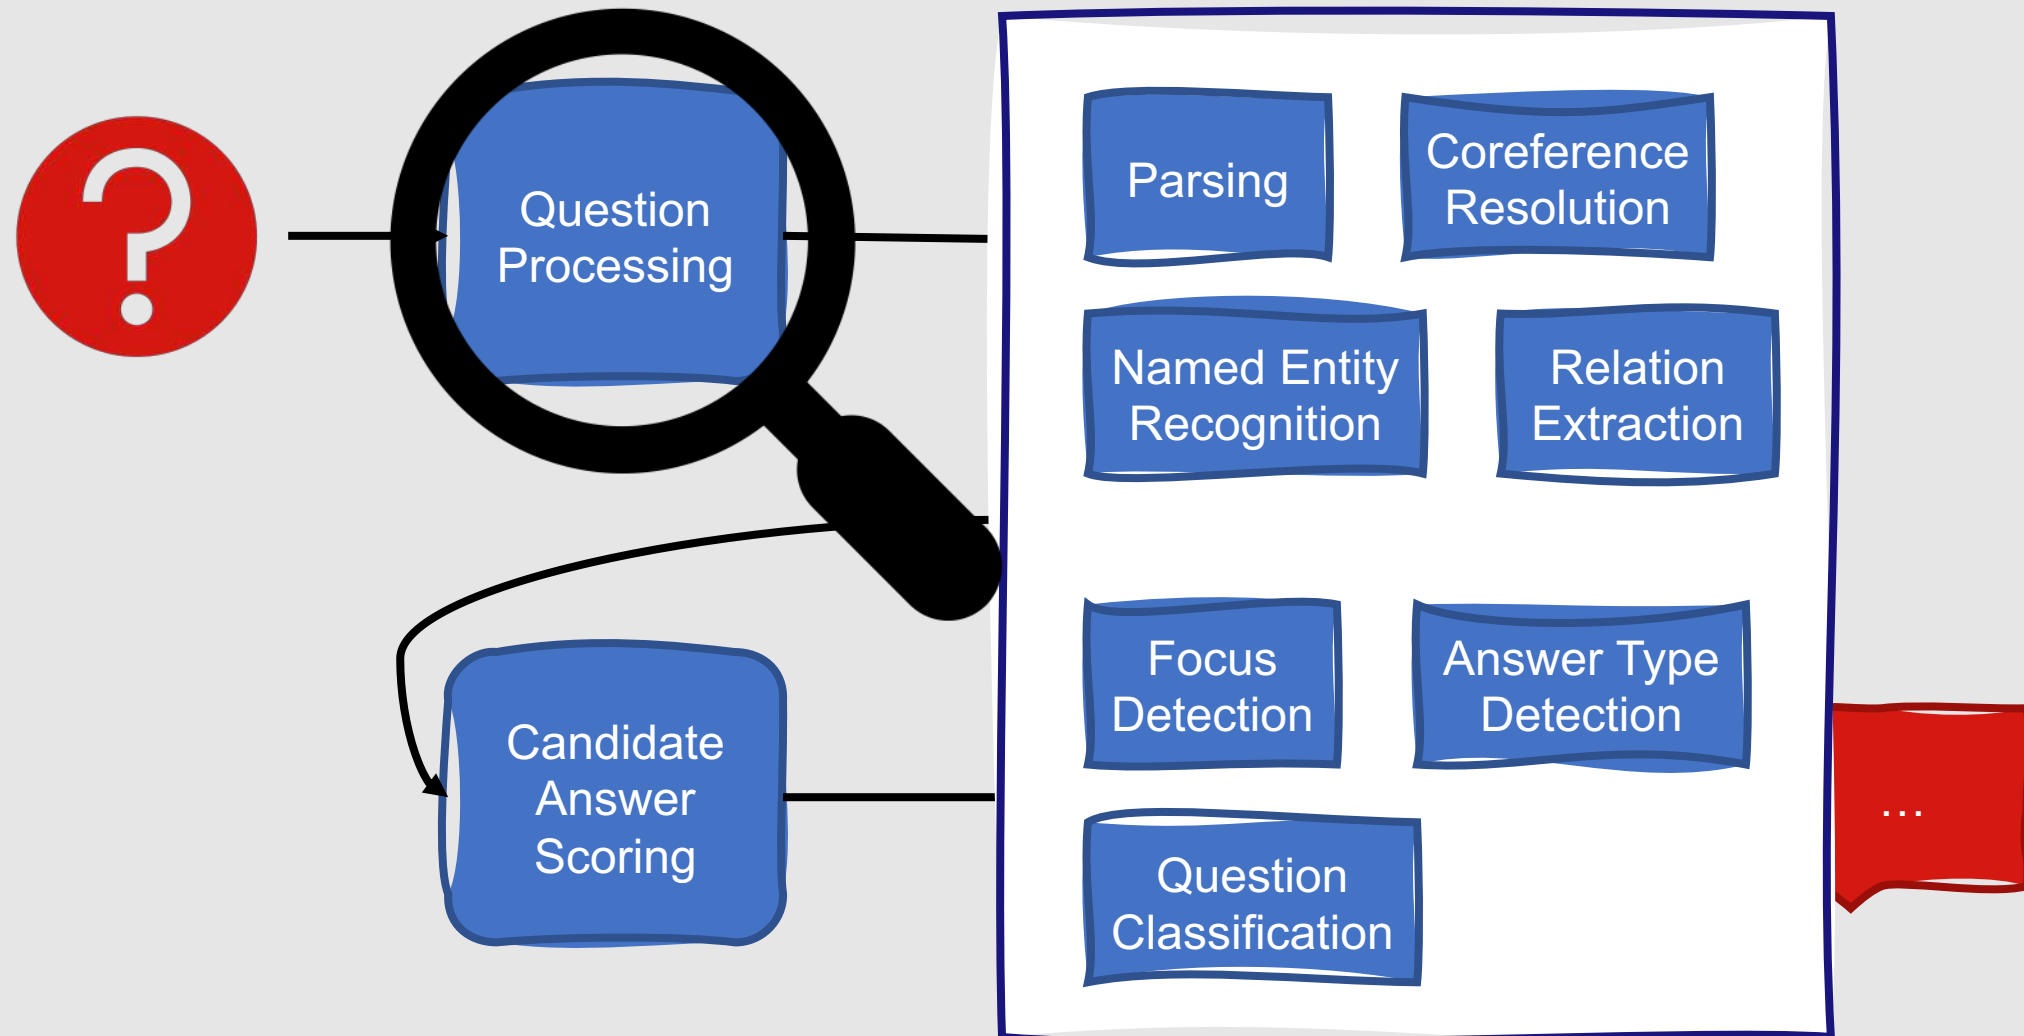 ?
Question
Processing
Parsing
Coreference
Resolution
Named Entity
Recognition
Relation
Extraction
Focus
Detection
Answer Type
Detection
Question
Classification
Candidate
Answer
Scoring
...